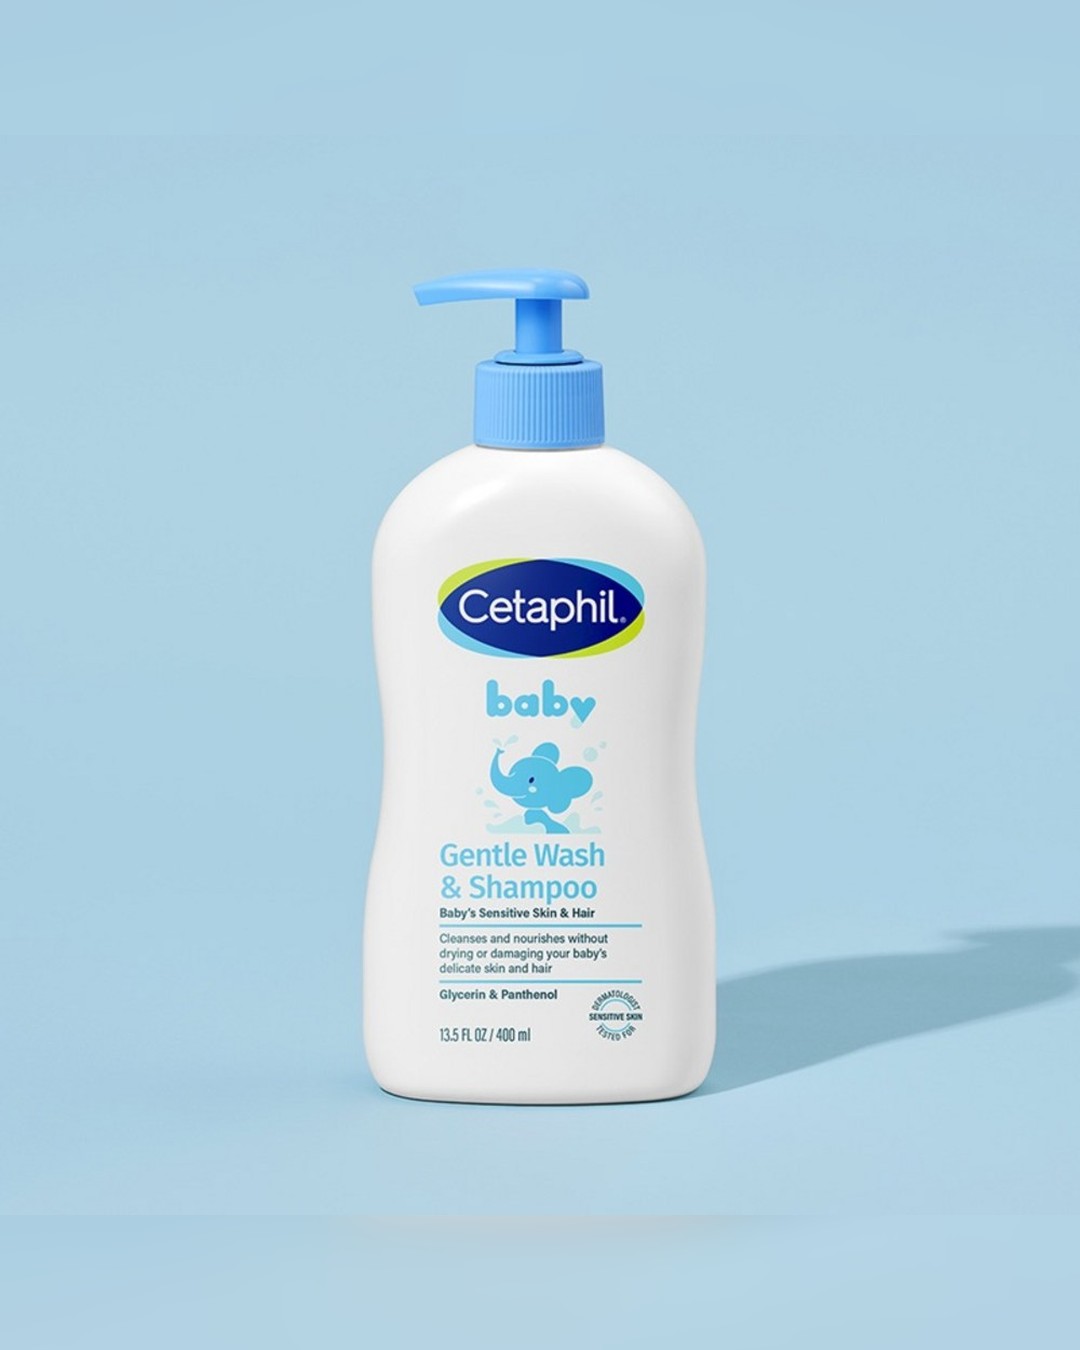 Cetaphil®
baby
Gentle Wash
& Shampoo
Baby's Sensitive Skin & Hair
Cleanses and nourishes without
drying or damaging your baby's
delicate skin and hair
Glycerin & Panthenol
DERMATOLOGIST
SENSITIVE SKIN
TESTED FOR
13.5 FL OZ / 400 ml